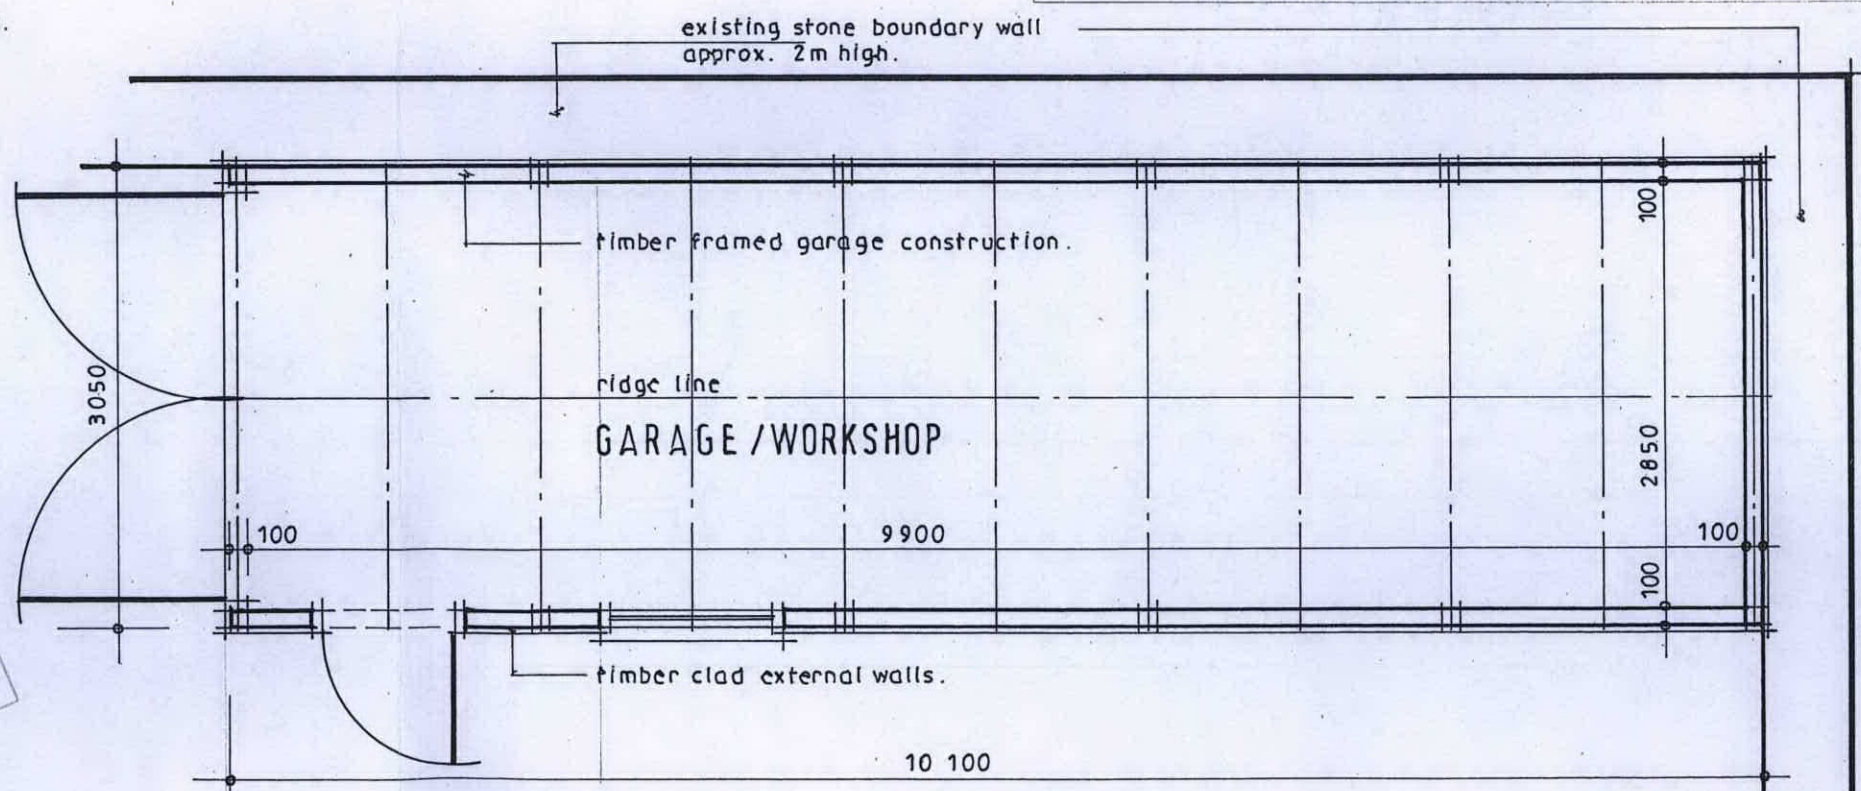 existing stone boundary wall
approx. 2m high.
100
timber framed garage construction.
3050
ridge line
GARAGE/WORKSHOP
2850
100
9900
100
100
timber clad external walls.
10 100